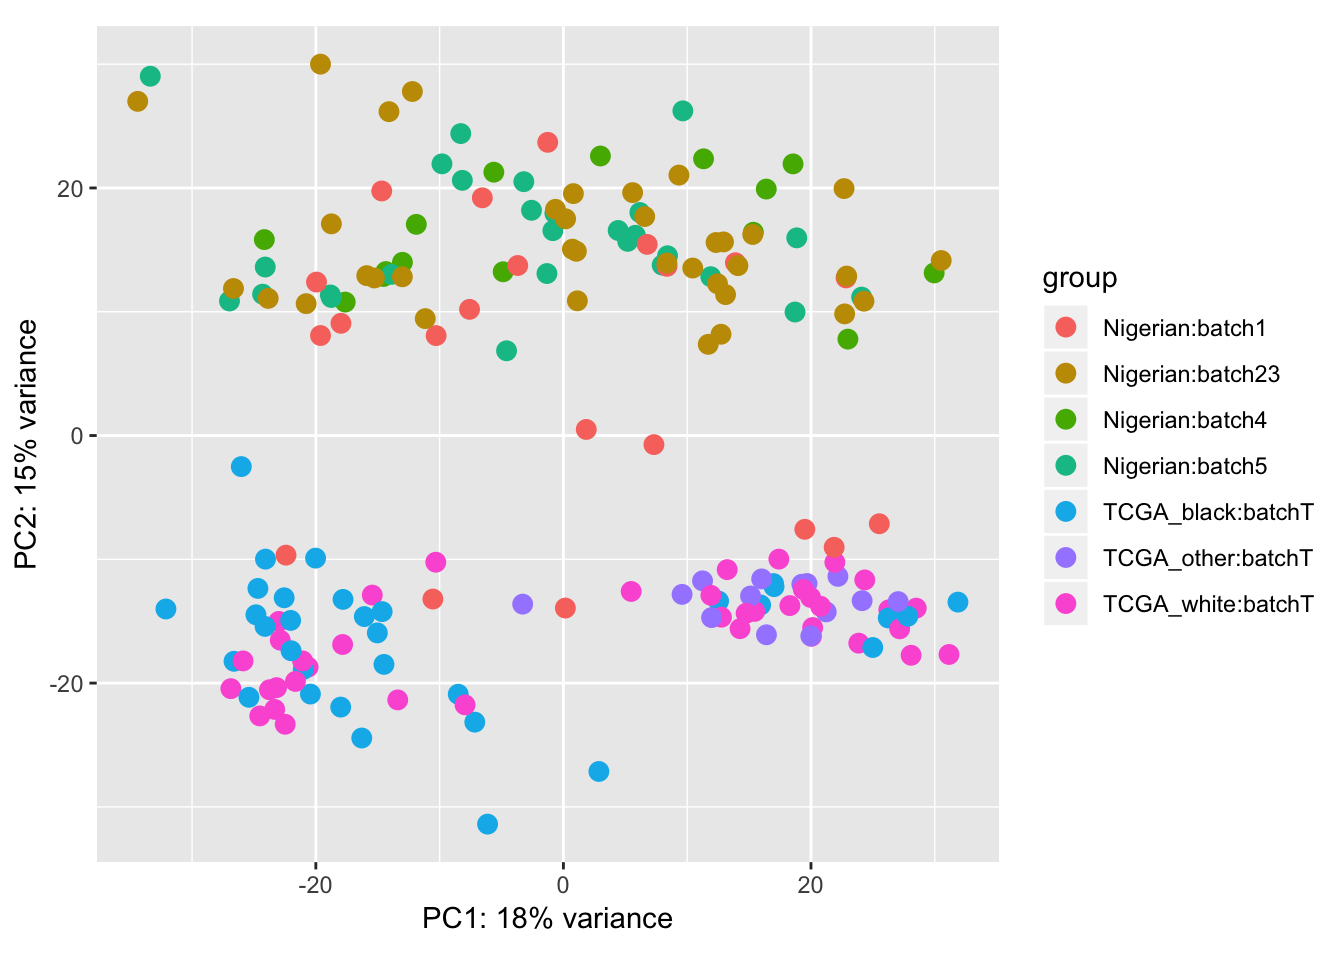 20
0
-20
PC2: 15% variance
-20
0
20
PC1: 18% variance
group
Nigerian:batch1
Nigerian:batch23
Nigerian:batch4
Nigerian:batch5
TCGA_black:batchT
TCGA_other:batchT
TCGA_white:batchT